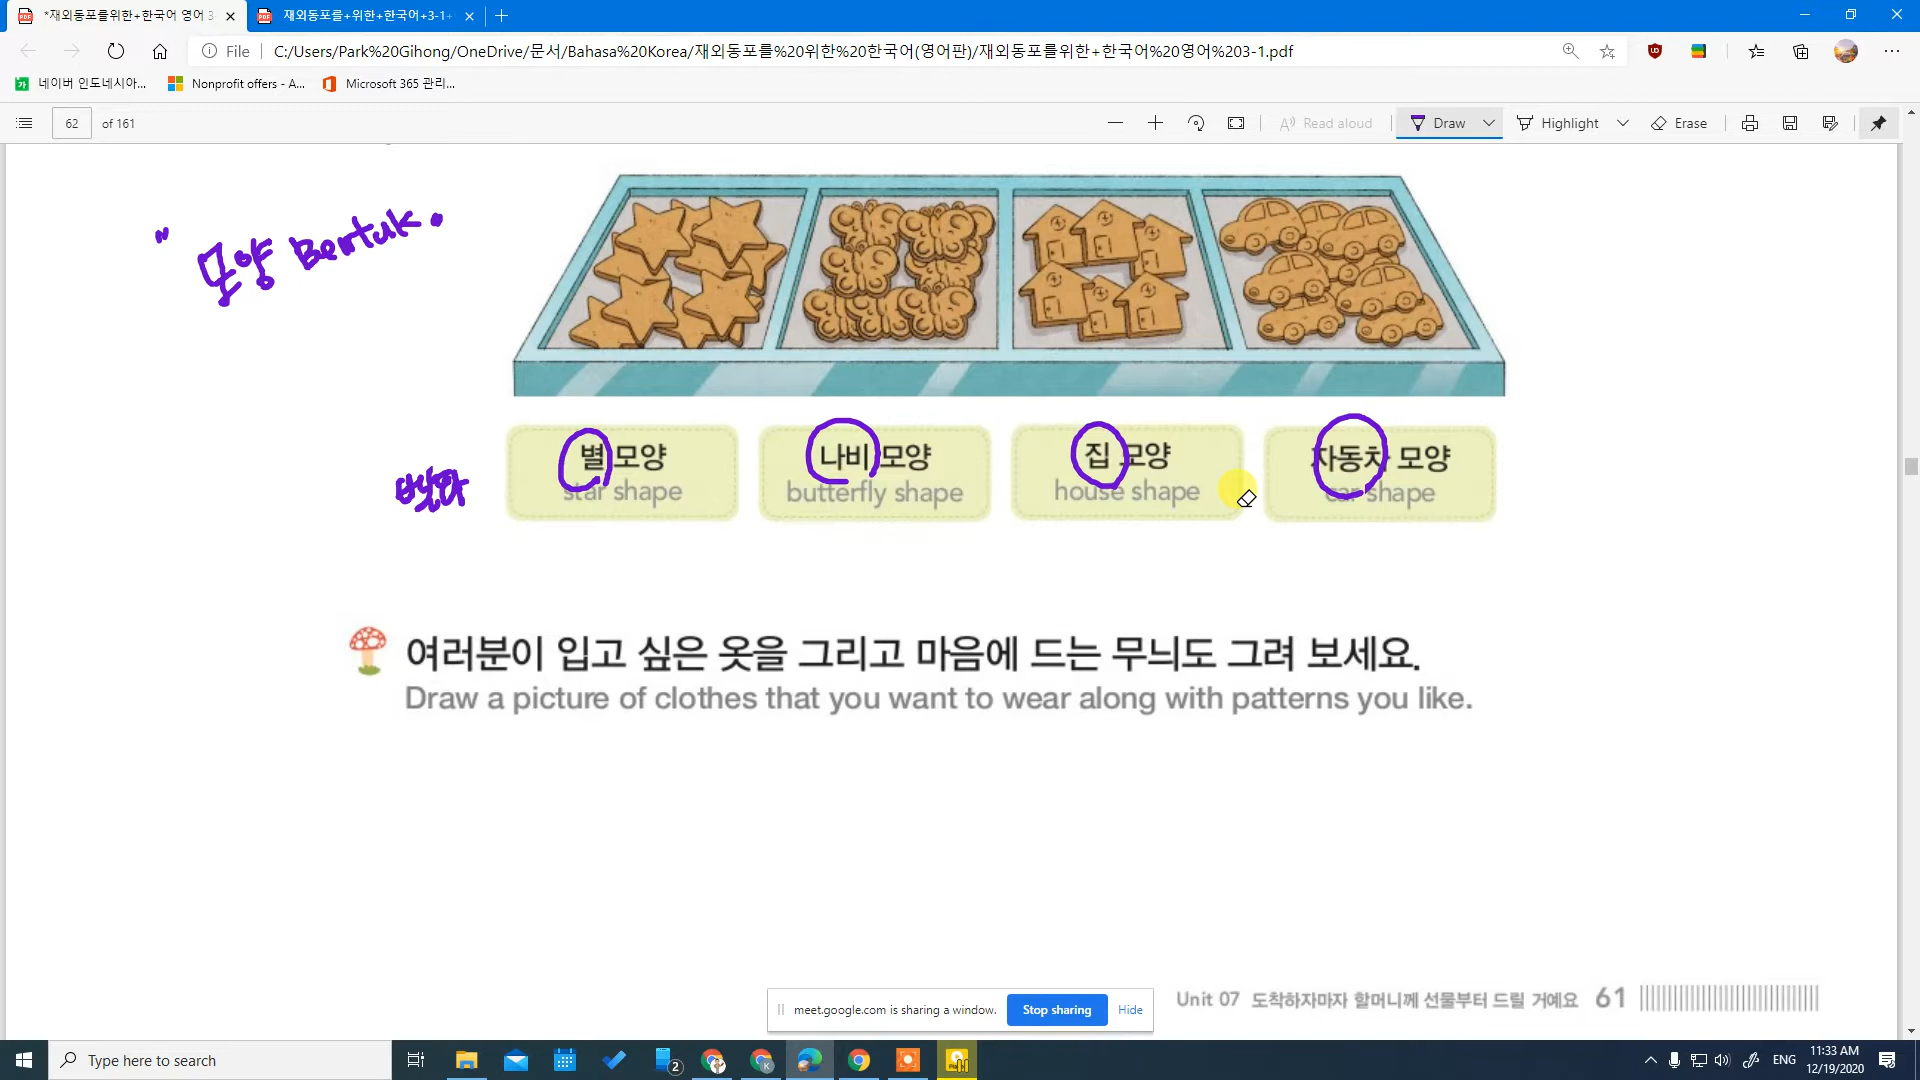 *재외동포를위한+한국어 영어 3
재외동포를+위한+한국어+3-1+
File
C:/Users/Park%20Gihong/OneDrive/문서/Bahasa%20Korea/재외동포를%20위한%20한국어(영어판)/재외동포를위한+한국어%20영어%203-1.pdf
네이버 인도네시아...
Nonprofit offers - A...
Microsoft 365 관리...
62 of 161
Read aloud
Draw
Highlight
Erase
" 모양 Bentuk "
별 모양
star shape
나비 모양
butterfly shape
집 모양
house shape
자동차 모양
car shape
여러분이 입고 싶은 옷을 그리고 마음에 드는 무늬도 그려 보세요.
Draw a picture of clothes that you want to wear along with patterns you like.
Unit 07 도착하자마자 할머니께 선물부터 드릴 거예요 61
meet.google.com is sharing a window.
Stop sharing
Hide
Type here to search
2
ENG
11:33 AM
12/19/2020